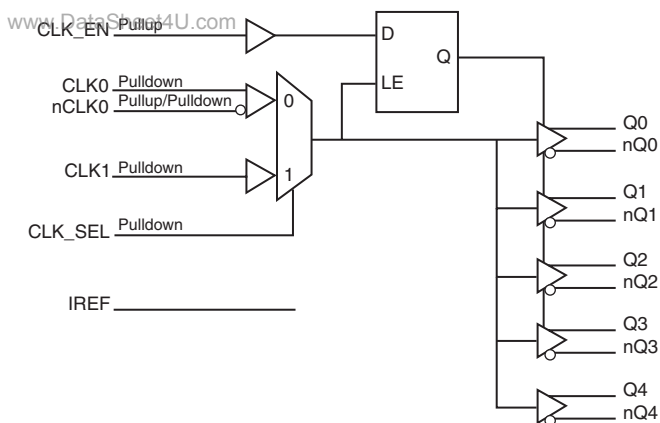 www.DataSheet4U.com
CLK_EN Pullup
D
Q
LE
CLK0 Pulldown
nCLK0 Pullup/Pulldown
0
CLK1 Pulldown
1
CLK_SEL Pulldown
IREF
Q0
nQ0
Q1
nQ1
Q2
nQ2
Q3
nQ3
Q4
nQ4